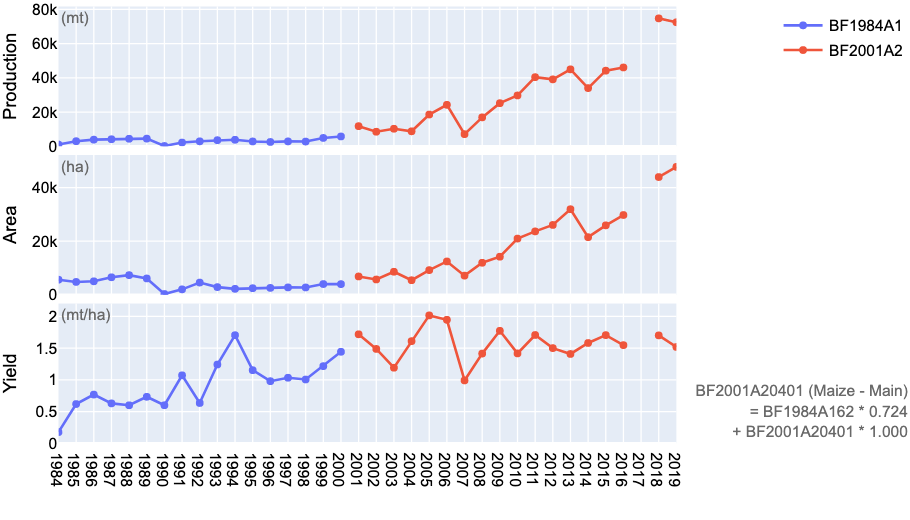 80k
(mt)
60k
40k
20k
0
Production
BF1984A1
BF2001A2
(ha)
40k
20k
0
Area
(mt/ha)
2
1.5
1
0.5
0
Yield
BF2001A20401 (Maize - Main)
= BF1984A162 * 0.724
+ BF2001A20401 * 1.000
1984
1985
1986
1987
1988
1989
1990
1991
1992
1993
1994
1995
1996
1997
1998
1999
2000
2001
2002
2003
2004
2005
2006
2007
2008
2009
2010
2011
2012
2013
2014
2015
2016
2017
2018
2019